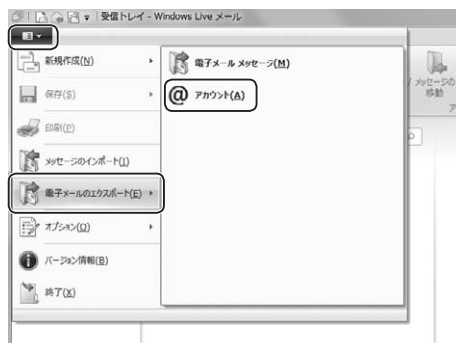 受信トレイ - Windows Live メール
新規作成(N)
電子メール メッセージ(M)
保存(S)
アカウント(A)
印刷(P)
メッセージのインポート(I)
電子メールのエクスポート(E)
オプション(O)
バージョン情報(B)
終了(X)
メッセージの
移動